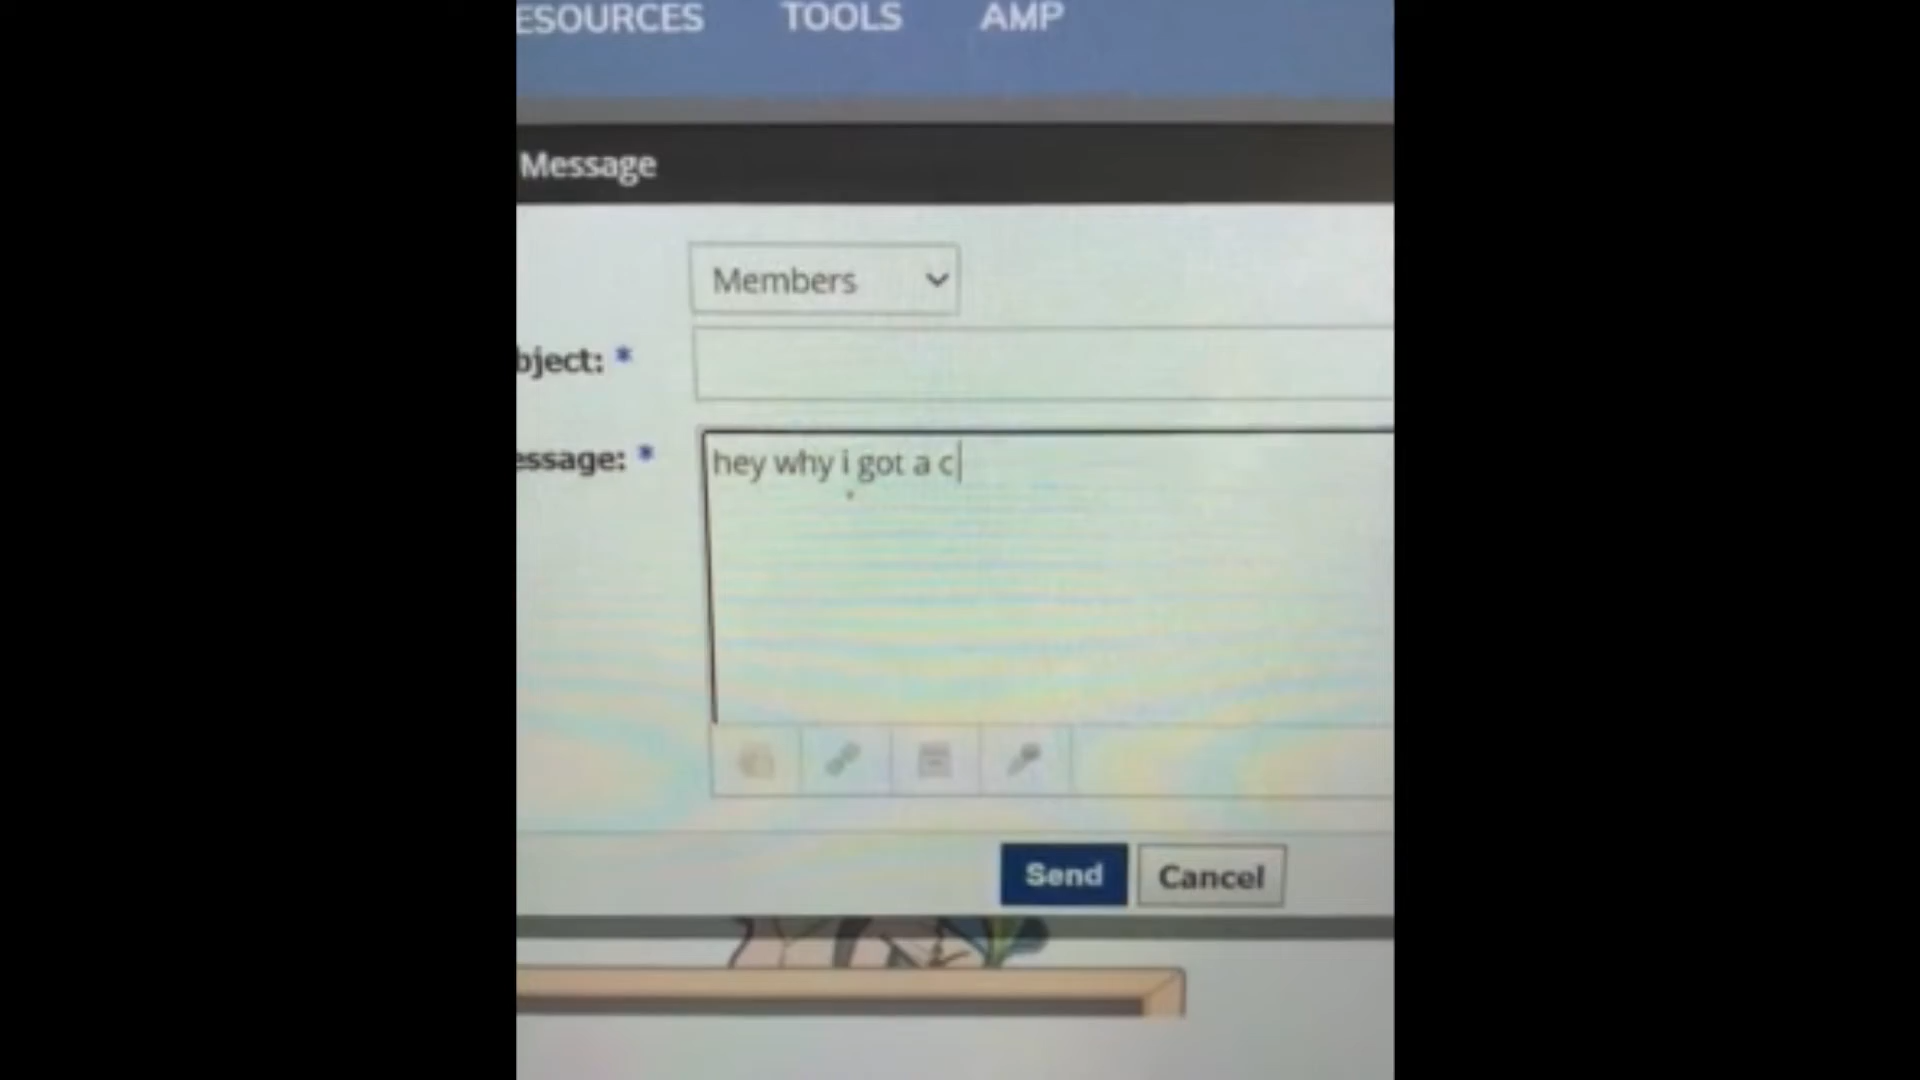 ESOURCES TOOLS AMP
Message
Members
bject: *
essage: *
hey why i got a c
Send Cancel